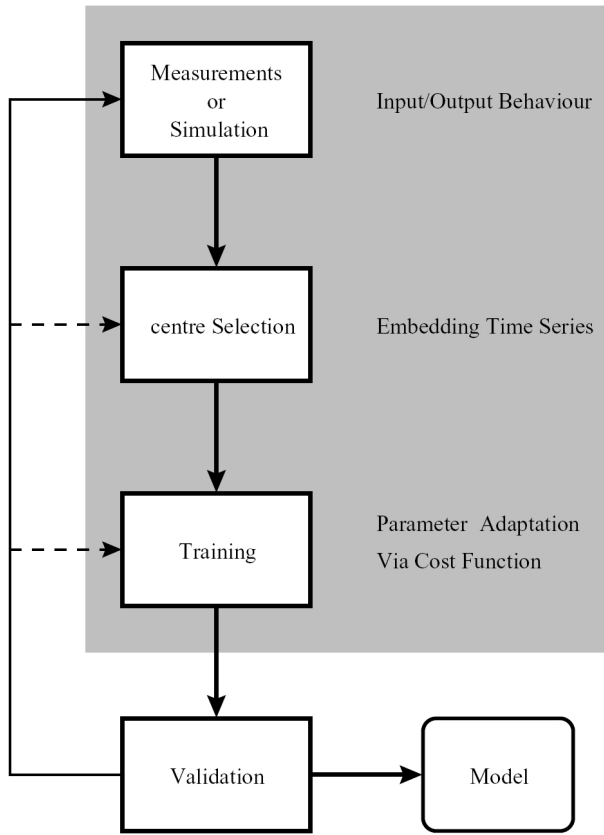 Measurements
or
Simulation
Input/Output Behaviour
centre Selection
Embedding Time Series
Training
Parameter Adaptation
Via Cost Function
Validation
Model